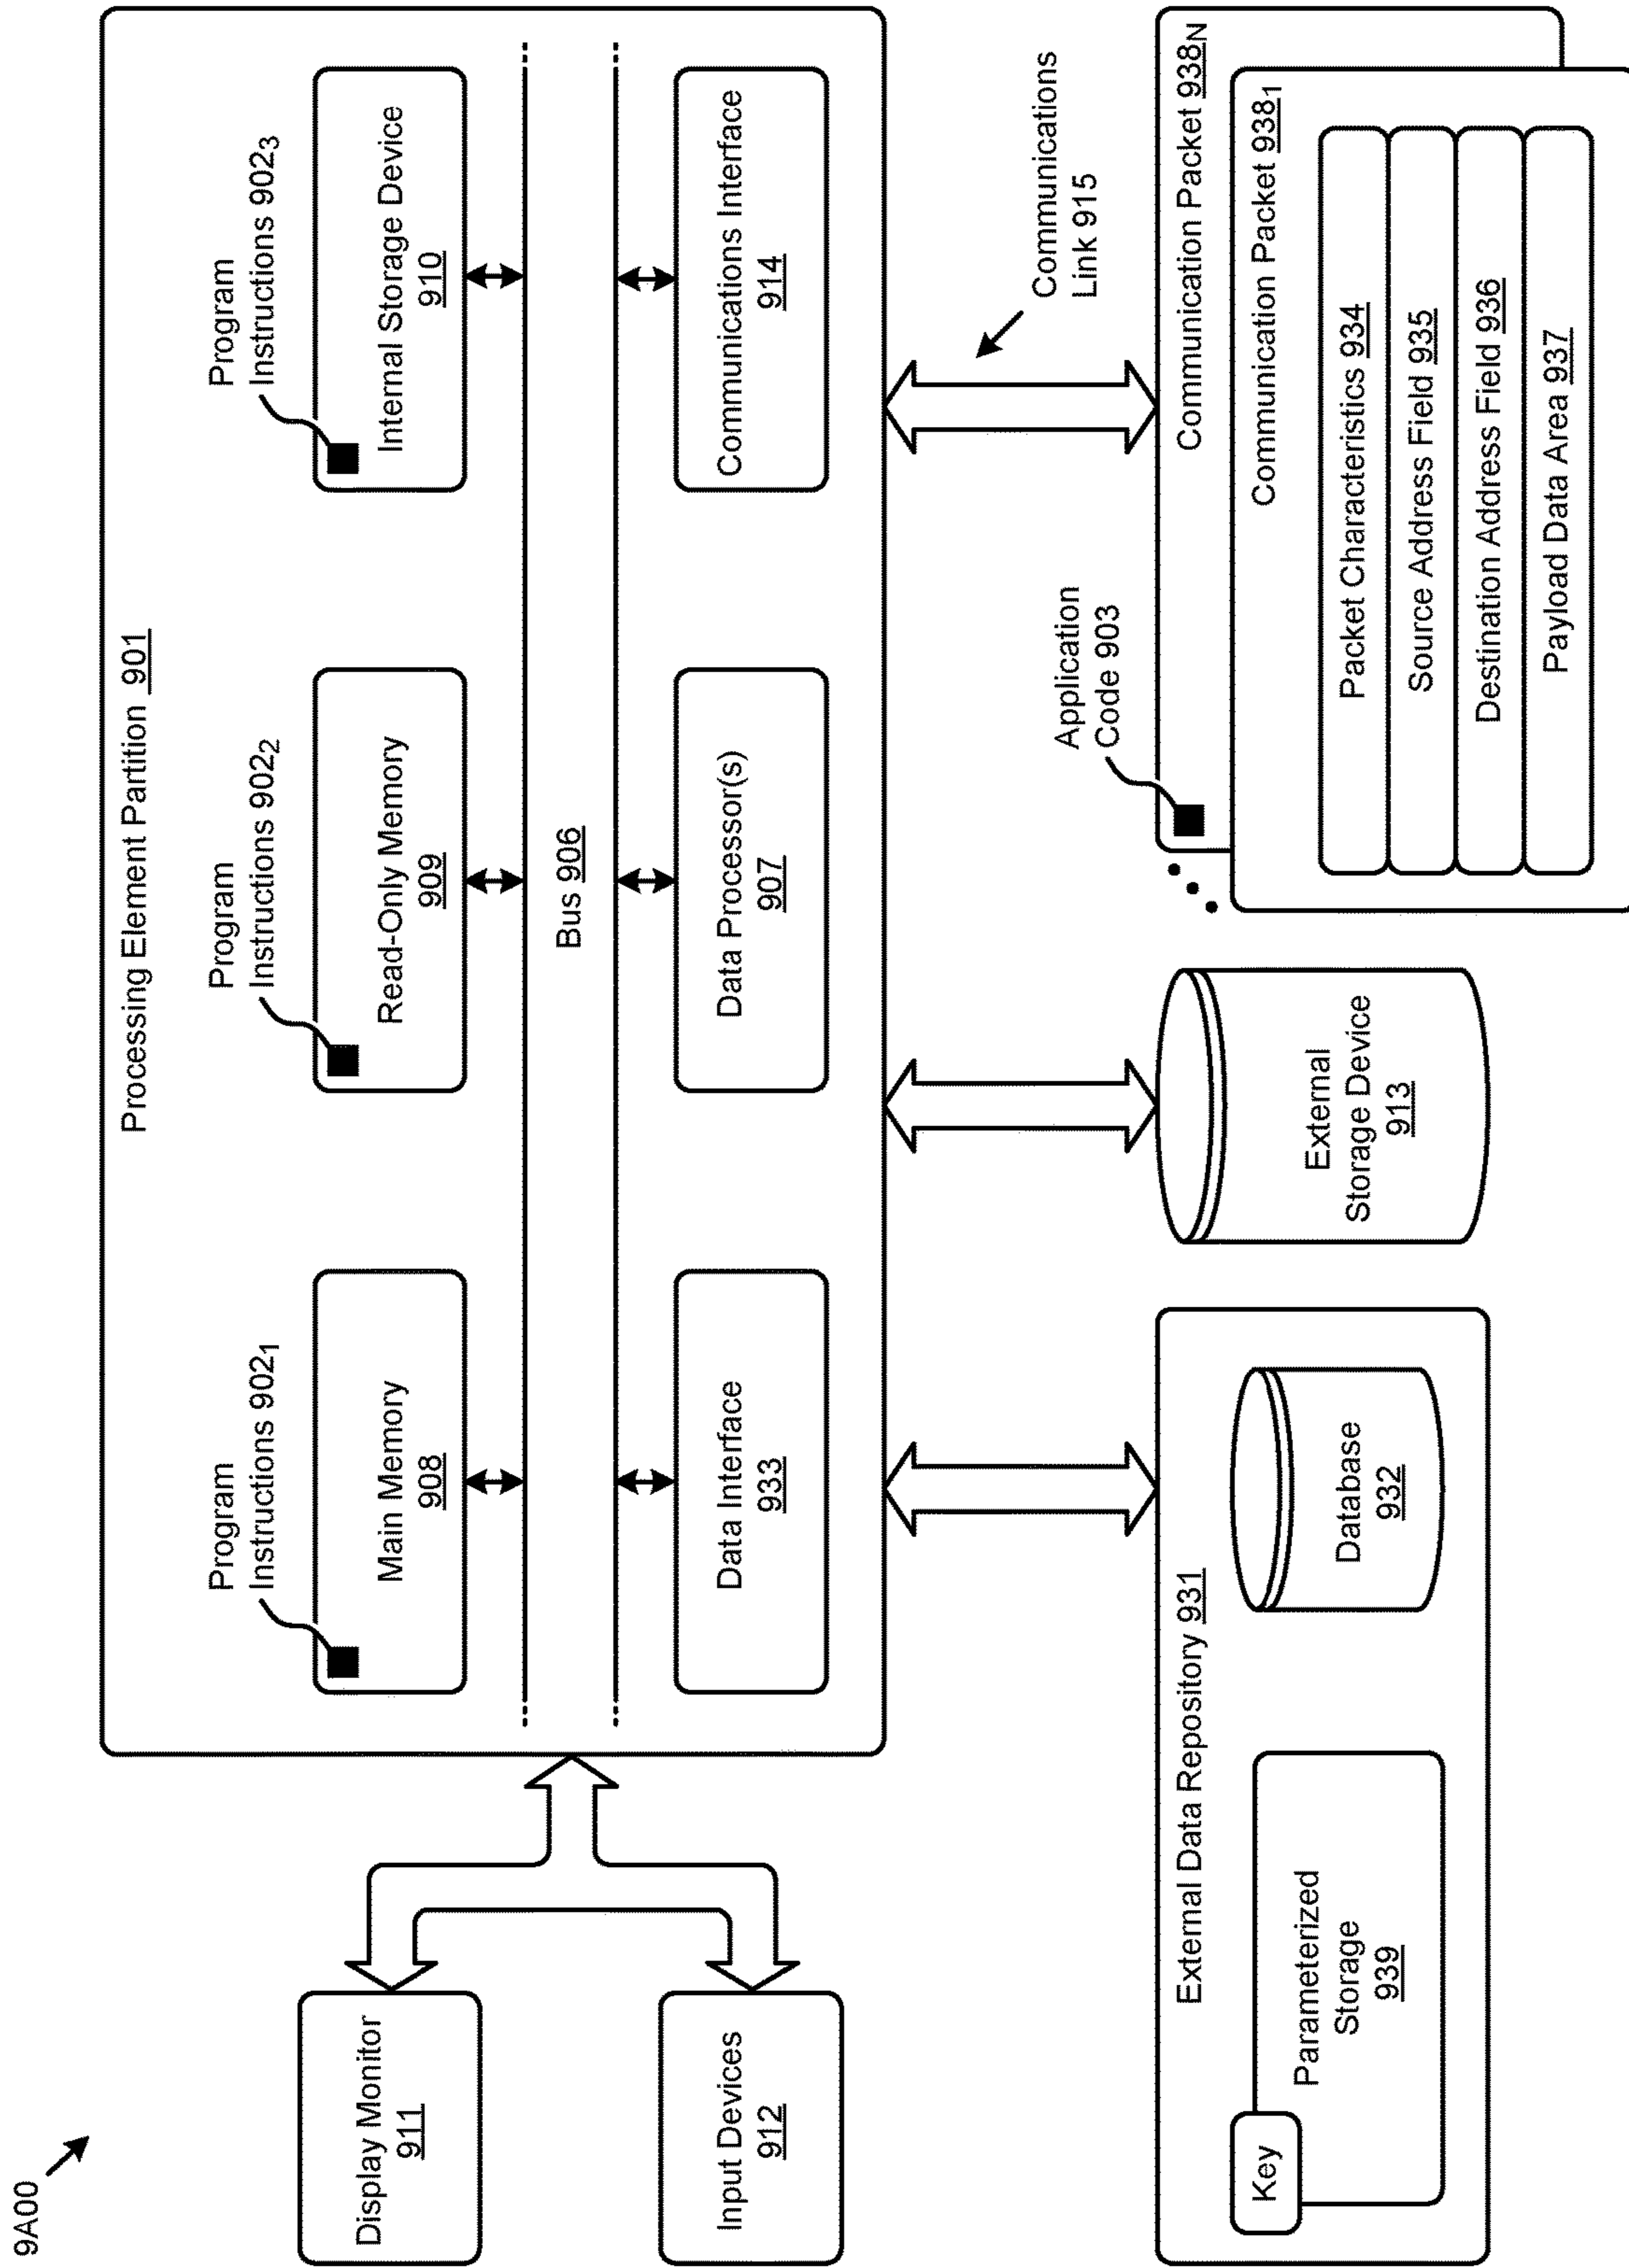 9A00
Processing Element Partition 901
Program
Instructions 902₁
Program
Instructions 902₂
Program
Instructions 902₃
Display Monitor
911
Main Memory
908
Read-Only Memory
909
Internal Storage Device
910
Bus 906
Input Devices
912
Data Interface
933
Data Processor(s)
907
Communications Interface
914
Communications
Link 915
External Data Repository 931
Key
Parameterized
Storage
939
Database
932
External
Storage Device
913
Application
Code 903
Communication Packet 938N
Communication Packet 938₁
Packet Characteristics 934
Source Address Field 935
Destination Address Field 936
Payload Data Area 937